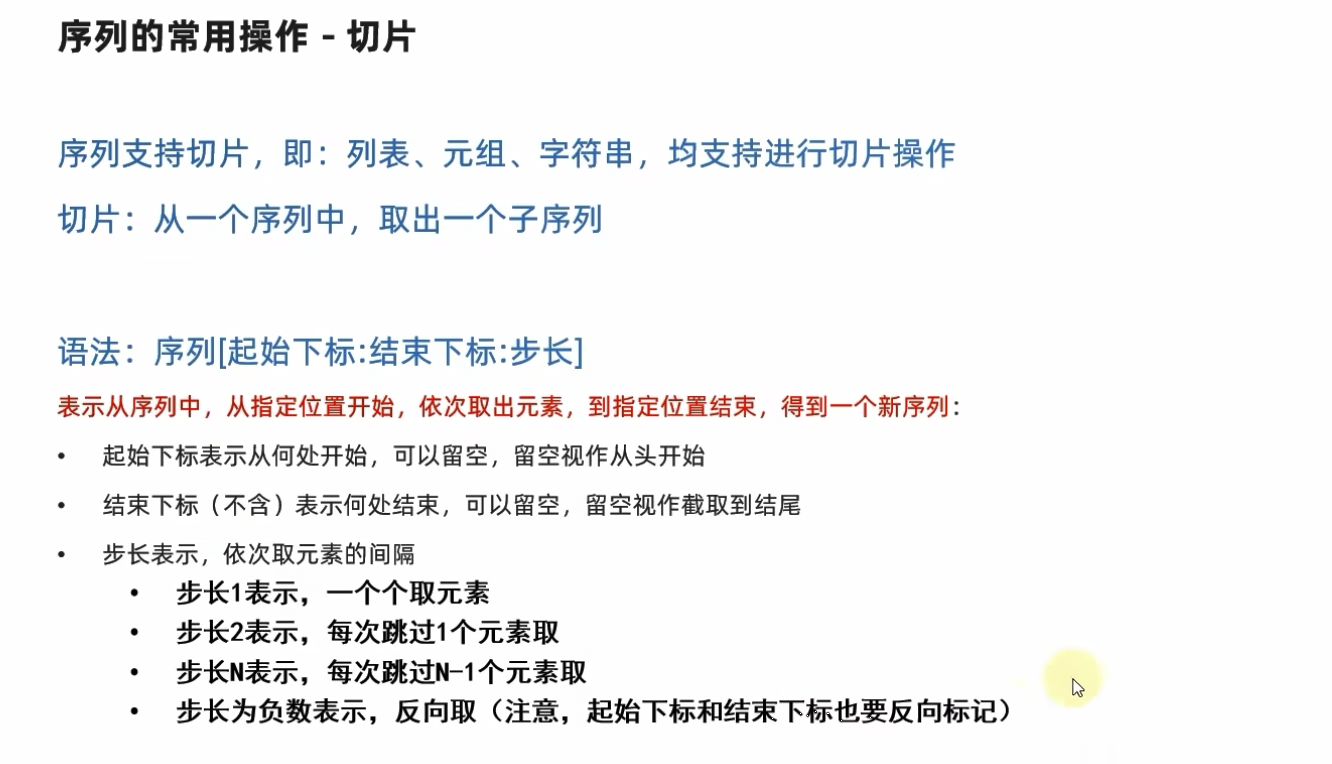 序列的常用操作 - 切片
序列支持切片，即：列表、元组、字符串，均支持进行切片操作
切片：从一个序列中，取出一个子序列
语法：序列[起始下标:结束下标:步长]
表示从序列中，从指定位置开始，依次取出元素，到指定位置结束，得到一个新序列：
• 起始下标表示从何处开始，可以留空，留空视作从头开始
• 结束下标（不含）表示何处结束，可以留空，留空视作截取到结尾
• 步长表示，依次取元素的间隔
• 步长1表示，一个个取元素
• 步长2表示，每次跳过1个元素取
• 步长N表示，每次跳过N-1个元素取
• 步长为负数表示，反向取（注意，起始下标和结束下标也要反向标记）